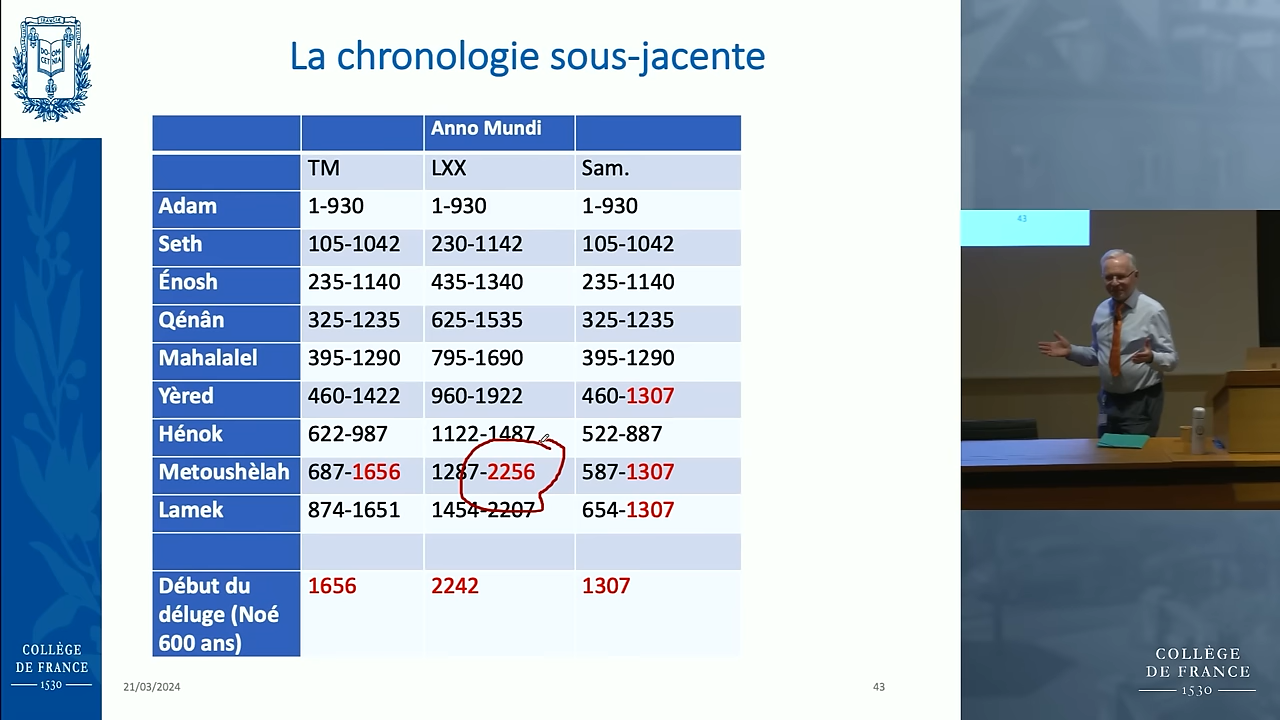 La chronologie sous-jacente
Anno Mundi
TM LXX Sam.
Adam 1-930 1-930 1-930
Seth 105-1042 230-1142 105-1042
Énosh 235-1140 435-1340 235-1140
Qénân 325-1235 625-1535 325-1235
Mahalalel 395-1290 795-1690 395-1290
Yèred 460-1422 960-1922 460-1307
Hénok 622-987 1122-1487 522-887
Metoushèlah 687-1656 1287-2256 587-1307
Lamek 874-1651 1454-2207 654-1307
Début du 1656 2242 1307
déluge (Noé
600 ans)
COLLÈGE
DE FRANCE
1530
21/03/2024
43
43
COLLÈGE
DE FRANCE
1530